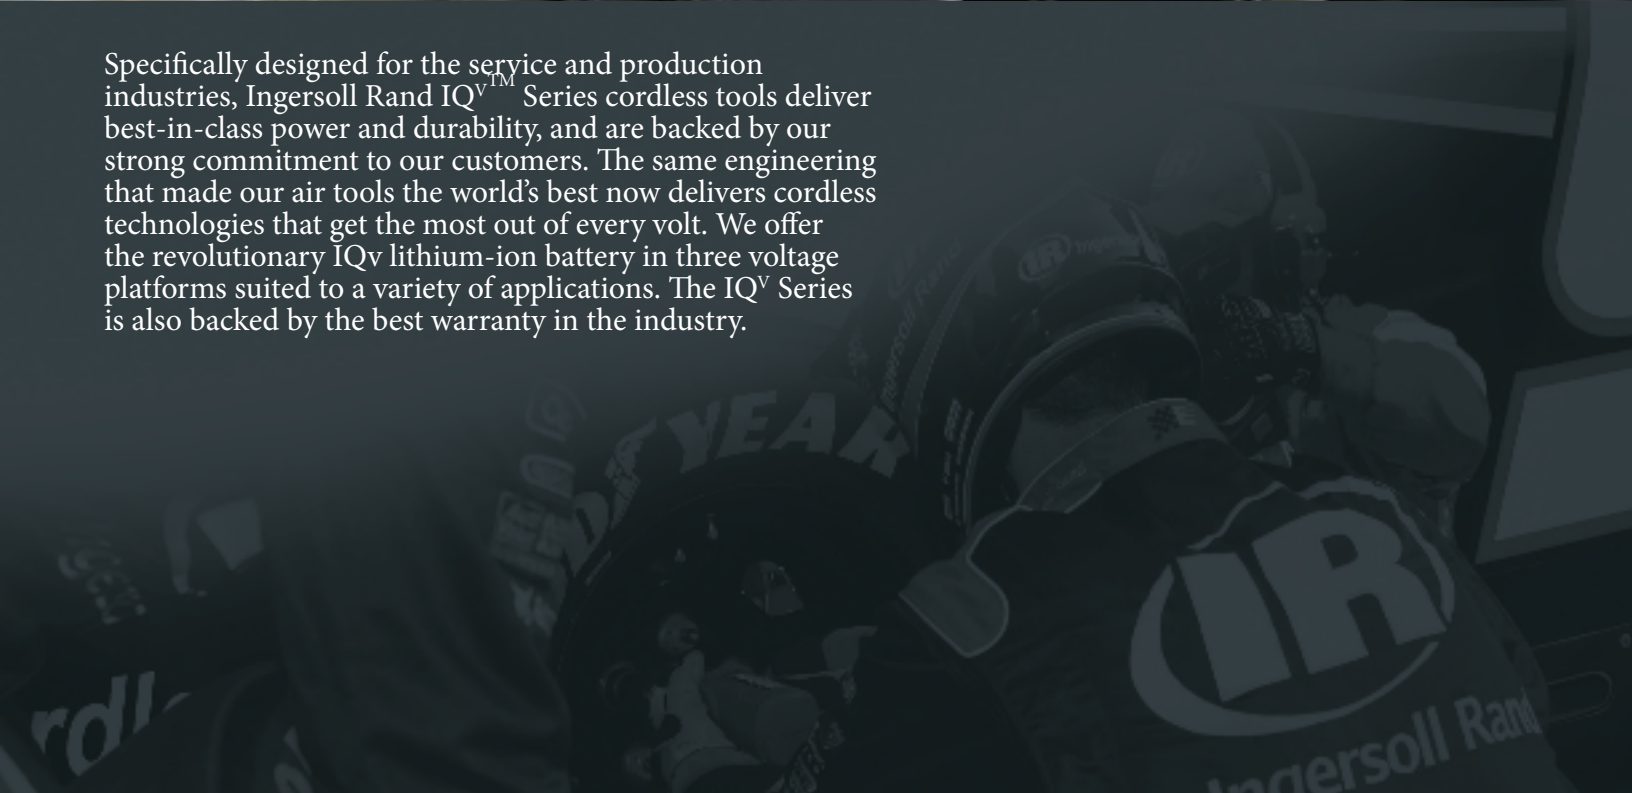 Specifically designed for the service and production
industries, Ingersoll Rand IQV™ Series cordless tools deliver
best-in-class power and durability, and are backed by our
strong commitment to our customers. The same engineering
that made our air tools the world’s best now delivers cordless
technologies that get the most out of every volt. We offer
the revolutionary IQv lithium-ion battery in three voltage
platforms suited to a variety of applications. The IQV Series
is also backed by the best warranty in the industry.
IR
Ingersoll Rand
YEAR
IR
Ingersoll Rand